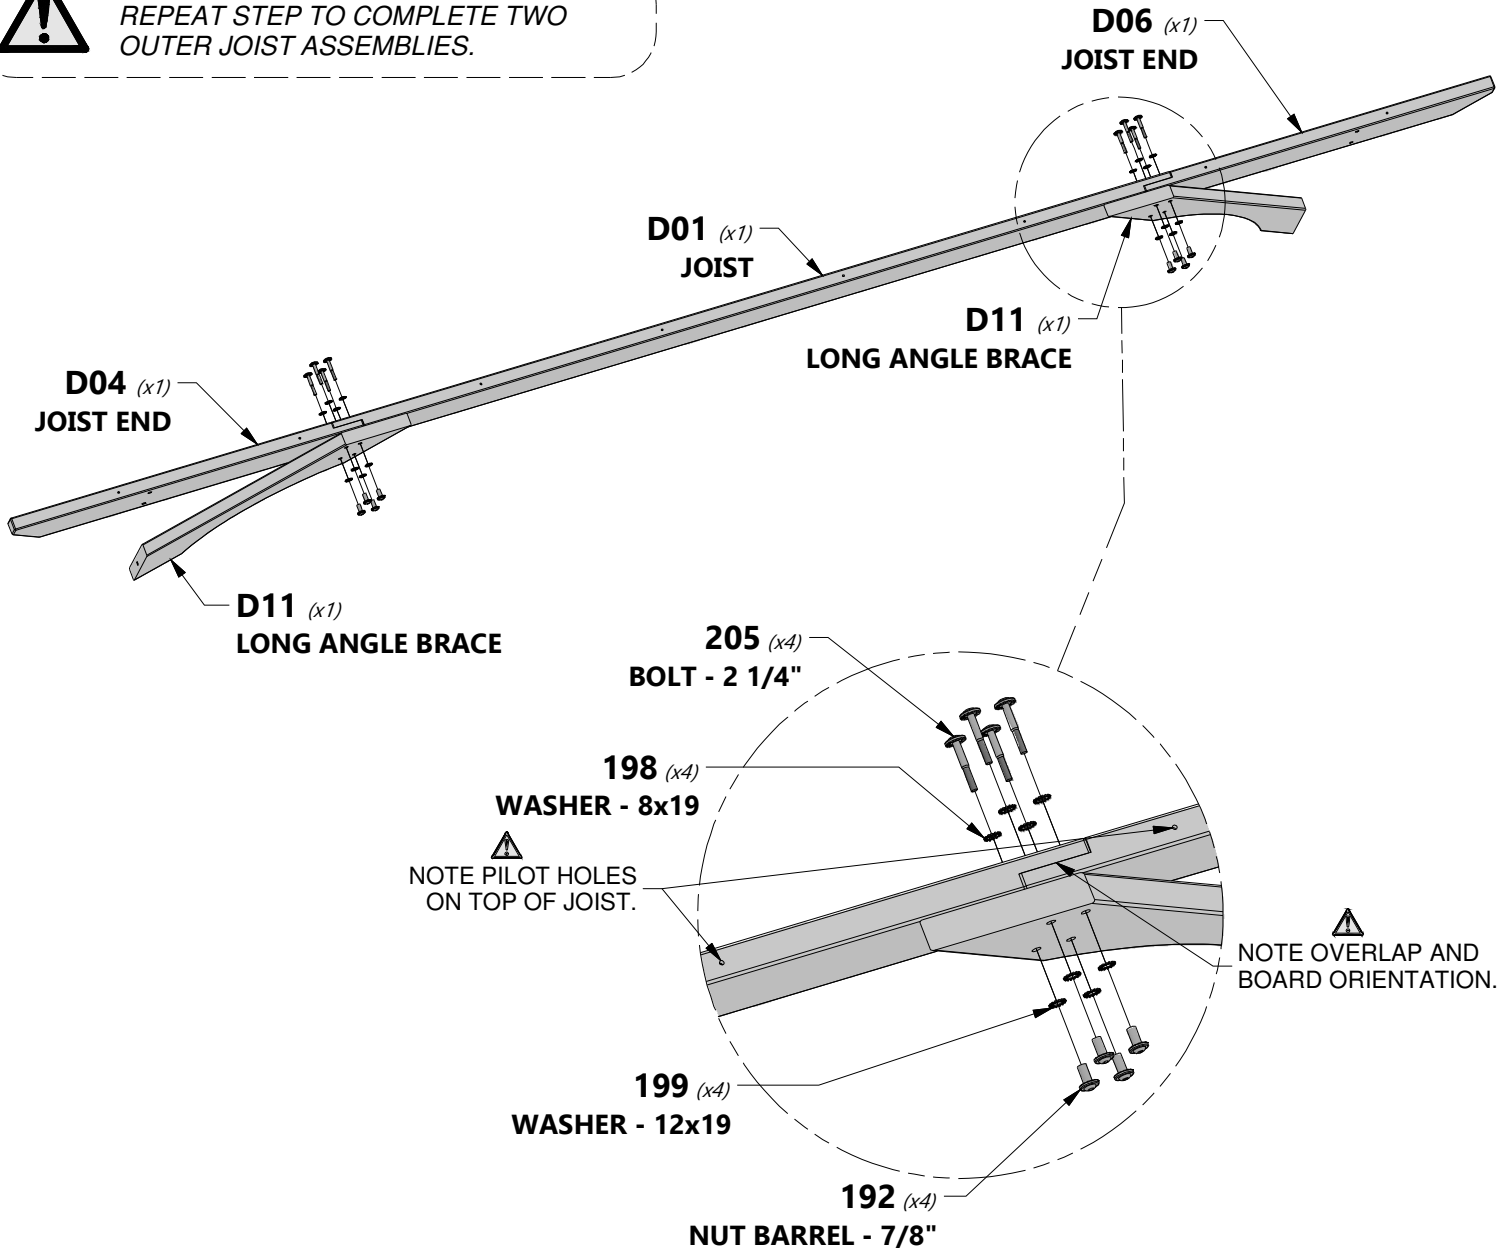 REPEAT STEP TO COMPLETE TWO
OUTER JOIST ASSEMBLIES.
D06 (x1)
JOIST END
D01 (x1)
JOIST
D11 (x1)
LONG ANGLE BRACE
D04 (x1)
JOIST END
D11 (x1)
LONG ANGLE BRACE
205 (x4)
BOLT - 2 1/4"
198 (x4)
WASHER - 8x19
NOTE PILOT HOLES
ON TOP OF JOIST.
NOTE OVERLAP AND
BOARD ORIENTATION.
199 (x4)
WASHER - 12x19
192 (x4)
NUT BARREL - 7/8"